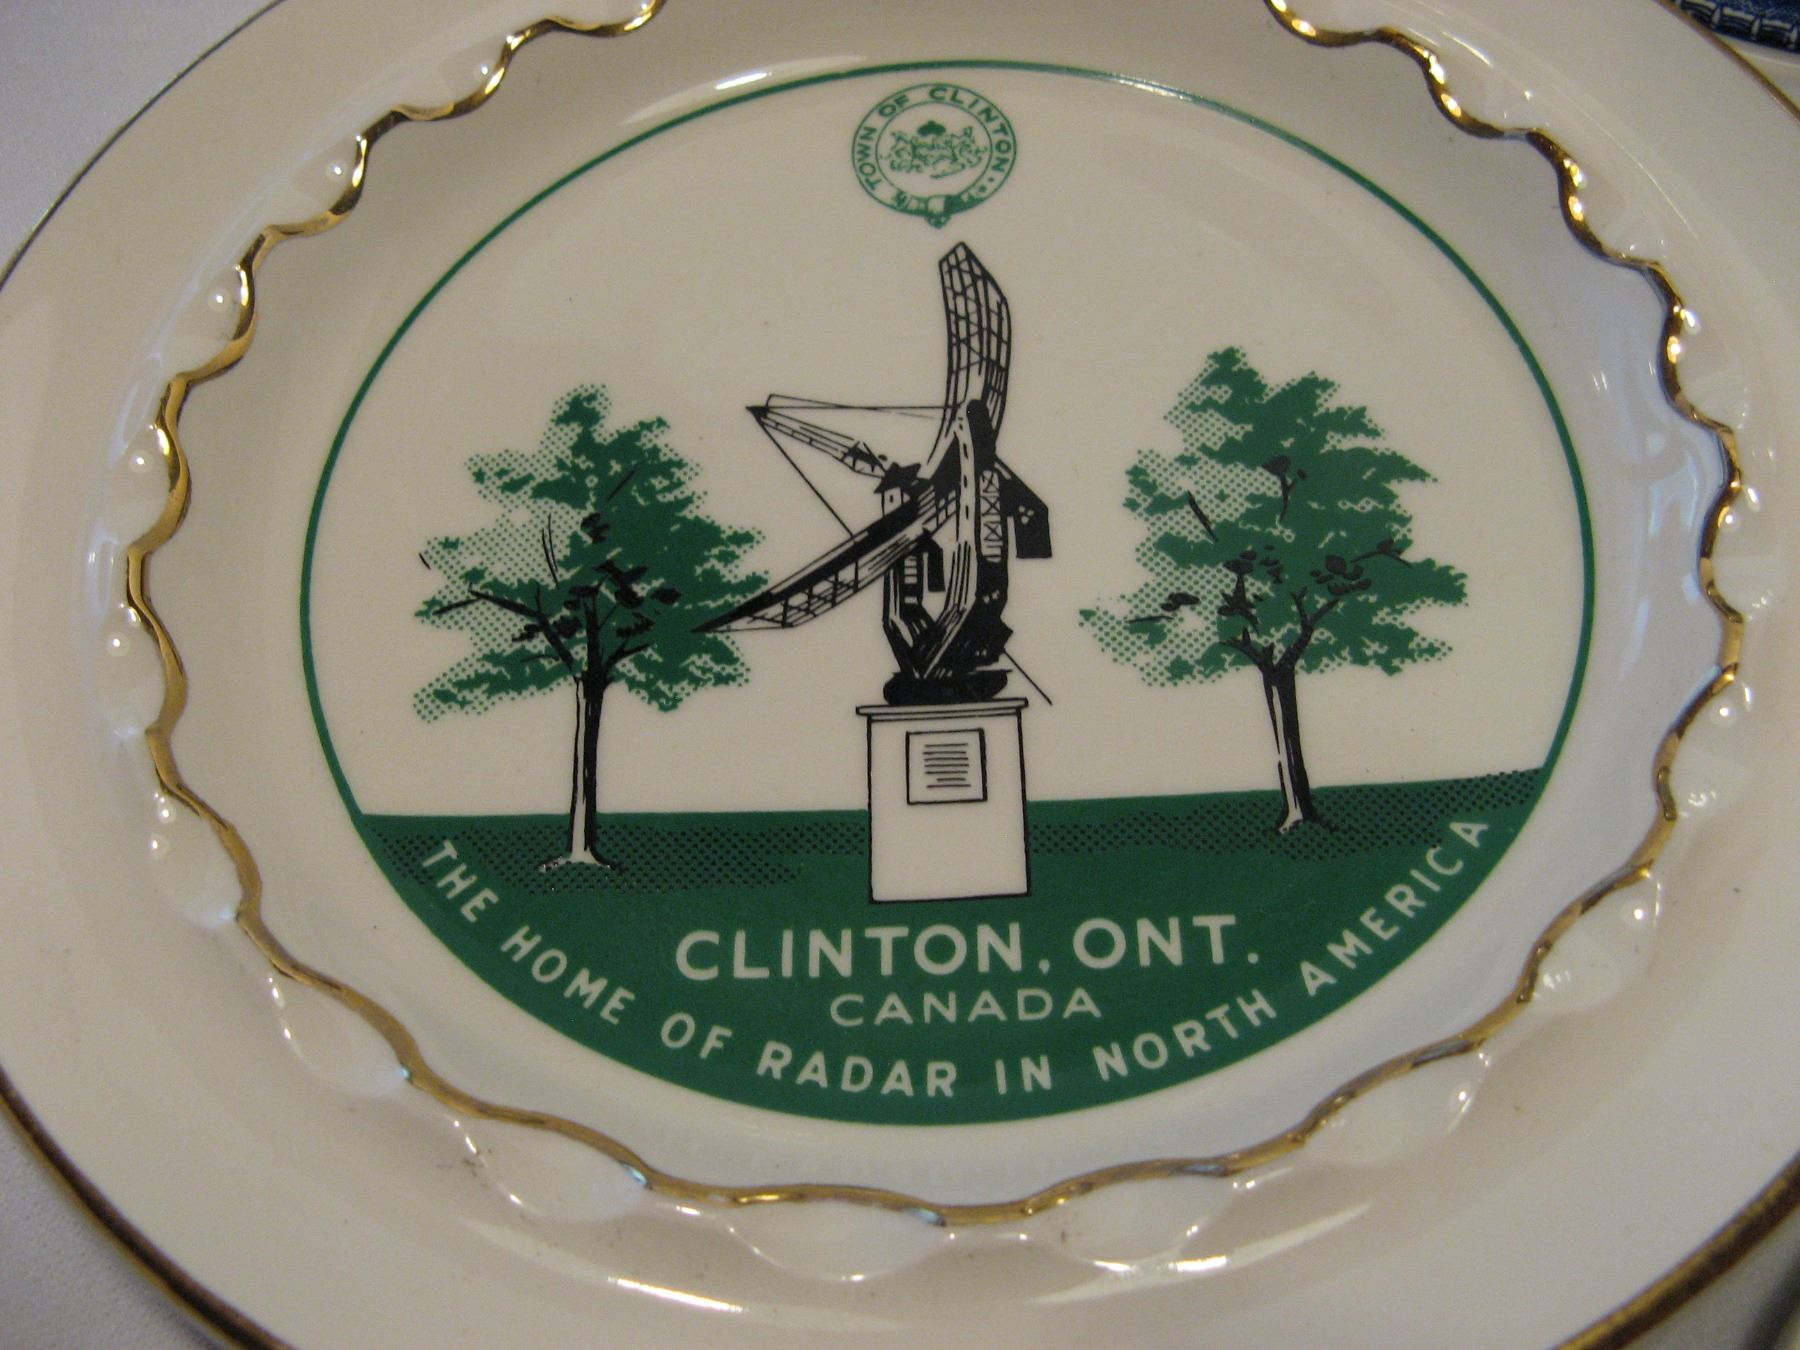 TOWN OF CLINTON
CLINTON, ONT.
CANADA
THE HOME OF RADAR IN NORTH AMERICA